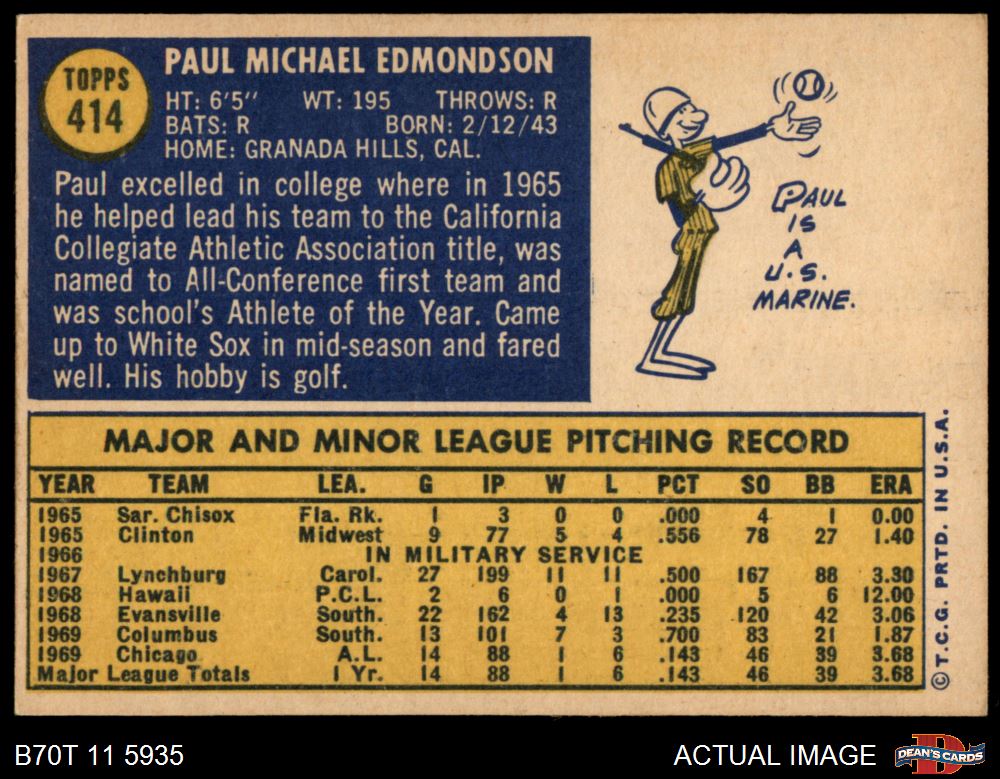 TOPPS
414
PAUL MICHAEL EDMONDSON
HT: 6'5" WT: 195 THROWS: R
BATS: R BORN: 2/12/43
HOME: GRANADA HILLS, CAL.
Paul excelled in college where in 1965
he helped lead his team to the California
Collegiate Athletic Association title, was
named to All-Conference first team and
was school's Athlete of the Year. Came
up to White Sox in mid-season and fared
well. His hobby is golf.
PAUL
IS
A
U.S.
MARINE.
MAJOR AND MINOR LEAGUE PITCHING RECORD
YEAR TEAM LEA. G IP W L PCT SO BB ERA
1965 Sar. Chisox Fla. Rk. 1 3 0 0 .000 4 1 0.00
1965 Clinton Midwest 9 77 5 4 .556 78 27 1.40
1966 IN MILITARY SERVICE
1967 Lynchburg Carol. 27 199 11 11 .500 167 88 3.30
1968 Hawaii P.C.L. 2 6 0 1 .000 5 6 12.00
1968 Evansville South. 22 162 4 13 .235 120 42 3.06
1969 Columbus South. 13 101 7 3 .700 83 21 1.87
1969 Chicago A.L. 14 88 1 6 .143 46 39 3.68
Major League Totals 1 Yr. 14 88 1 6 .143 46 39 3.68
©T.C.G. PRTD. IN U.S.A.
B70T 11 5935
ACTUAL IMAGE
DEAN'S CARDS